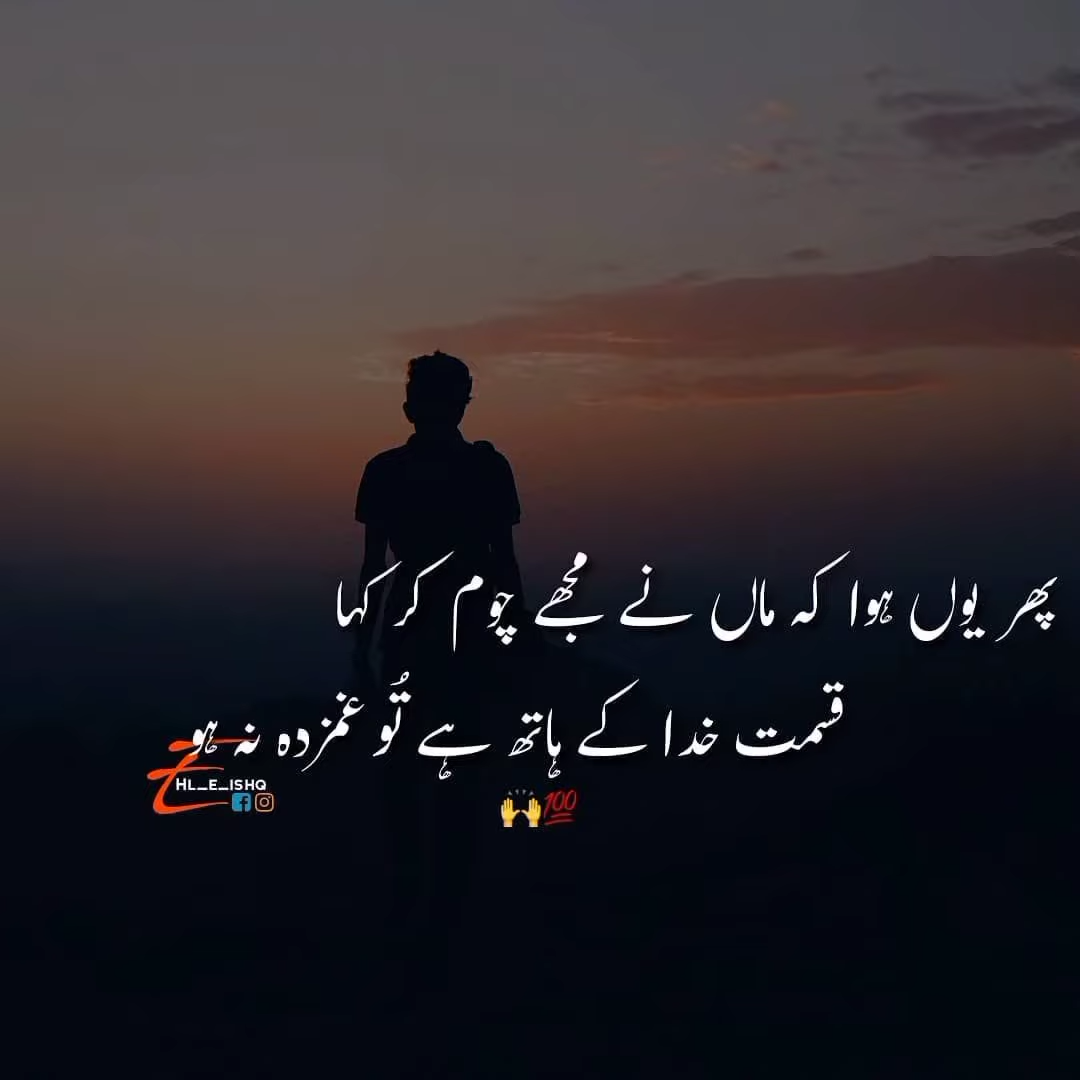 پھر یوں ہوا کہ ماں نے مجھے چوم کر کہا
قسمت خدا کے ہاتھ ہے تُو غمزدہ نہ ہو
HL_E_ISHQ
🙌💯